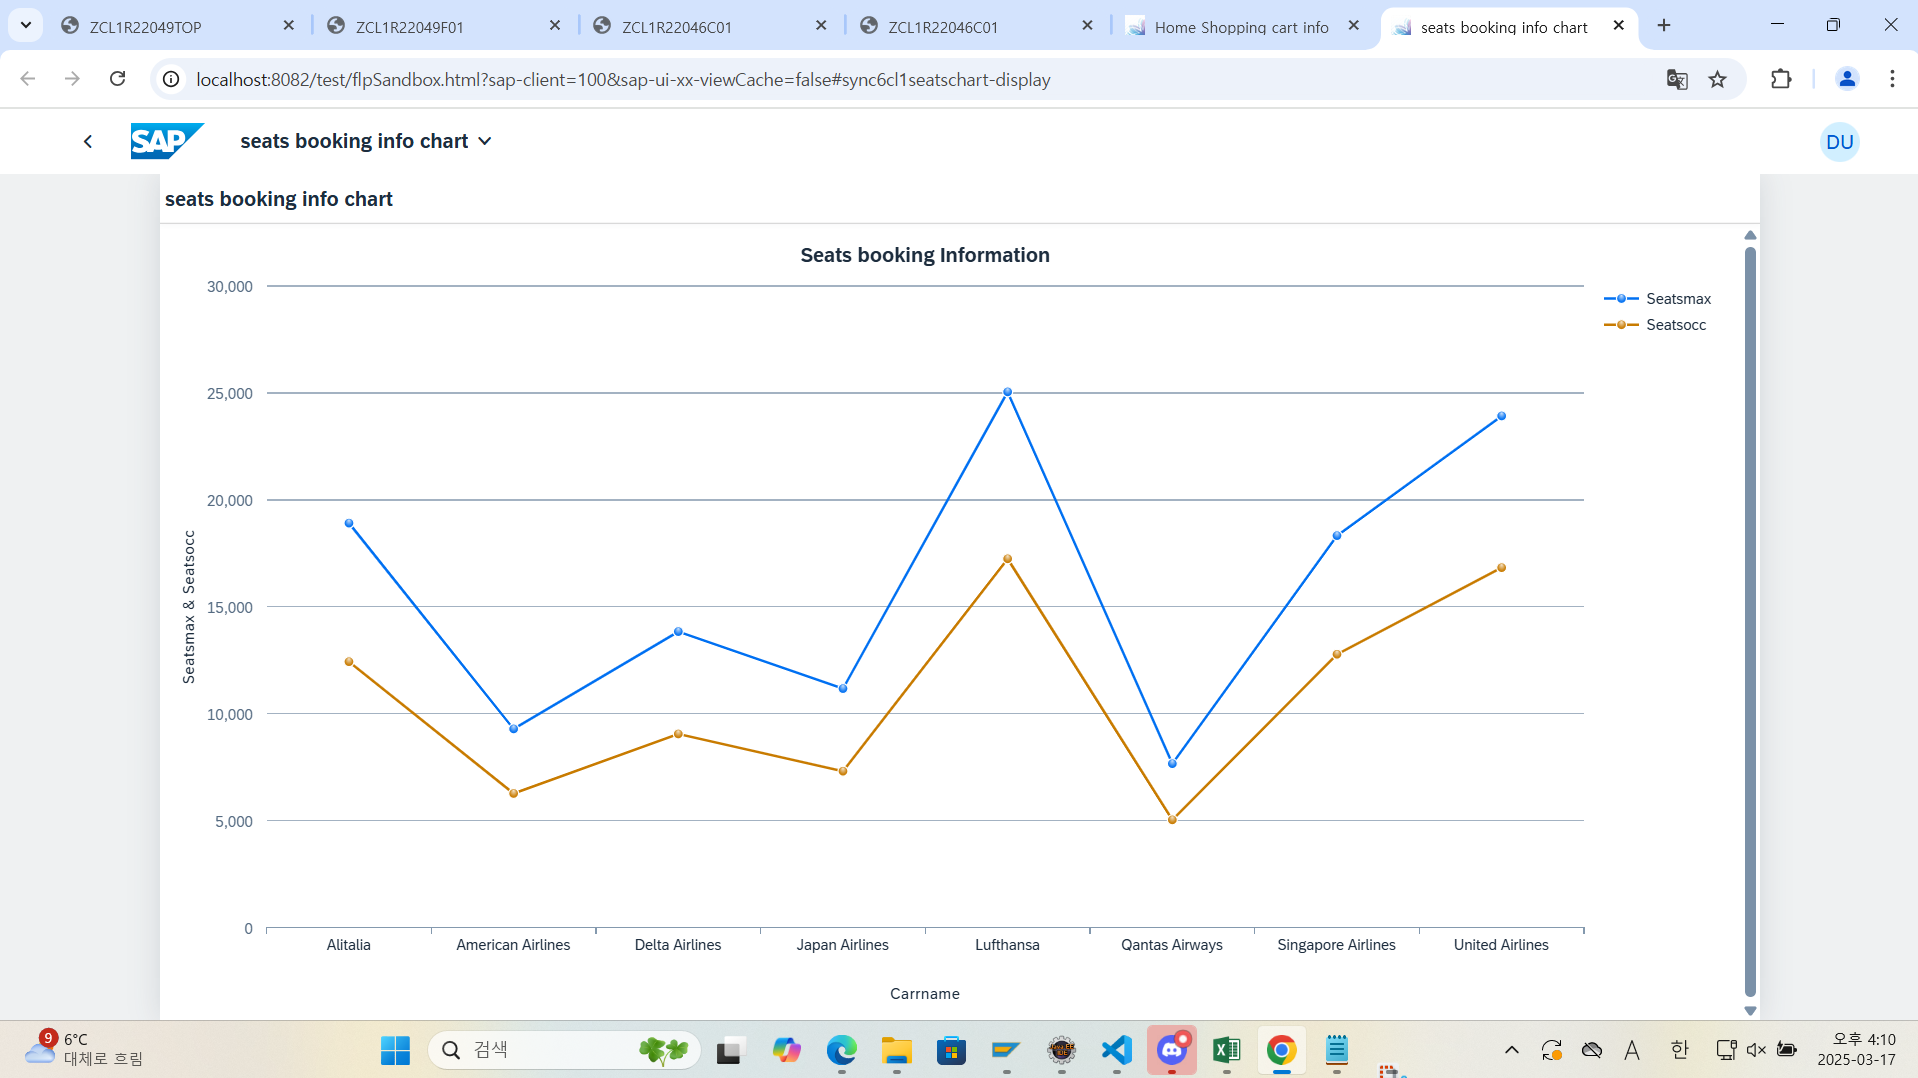 ZCL1R22049TOP
ZCL1R22049F01
ZCL1R22046C01
ZCL1R22046C01
Home Shopping cart info
seats booking info chart
localhost:8082/test/flpSandbox.html?sap-client=100&sap-ui-xx-viewCache=false#sync6cl1seatschart-display
SAP
seats booking info chart
DU
seats booking info chart
Seats booking Information
Seatsmax
Seatsocc
Seatsmax & Seatsocc
30,000
25,000
20,000
15,000
10,000
5,000
0
Alitalia
American Airlines
Delta Airlines
Japan Airlines
Lufthansa
Qantas Airways
Singapore Airlines
United Airlines
Carrname
9
6°C
대체로 흐림
검색
A
한
오후 4:10
2025-03-17